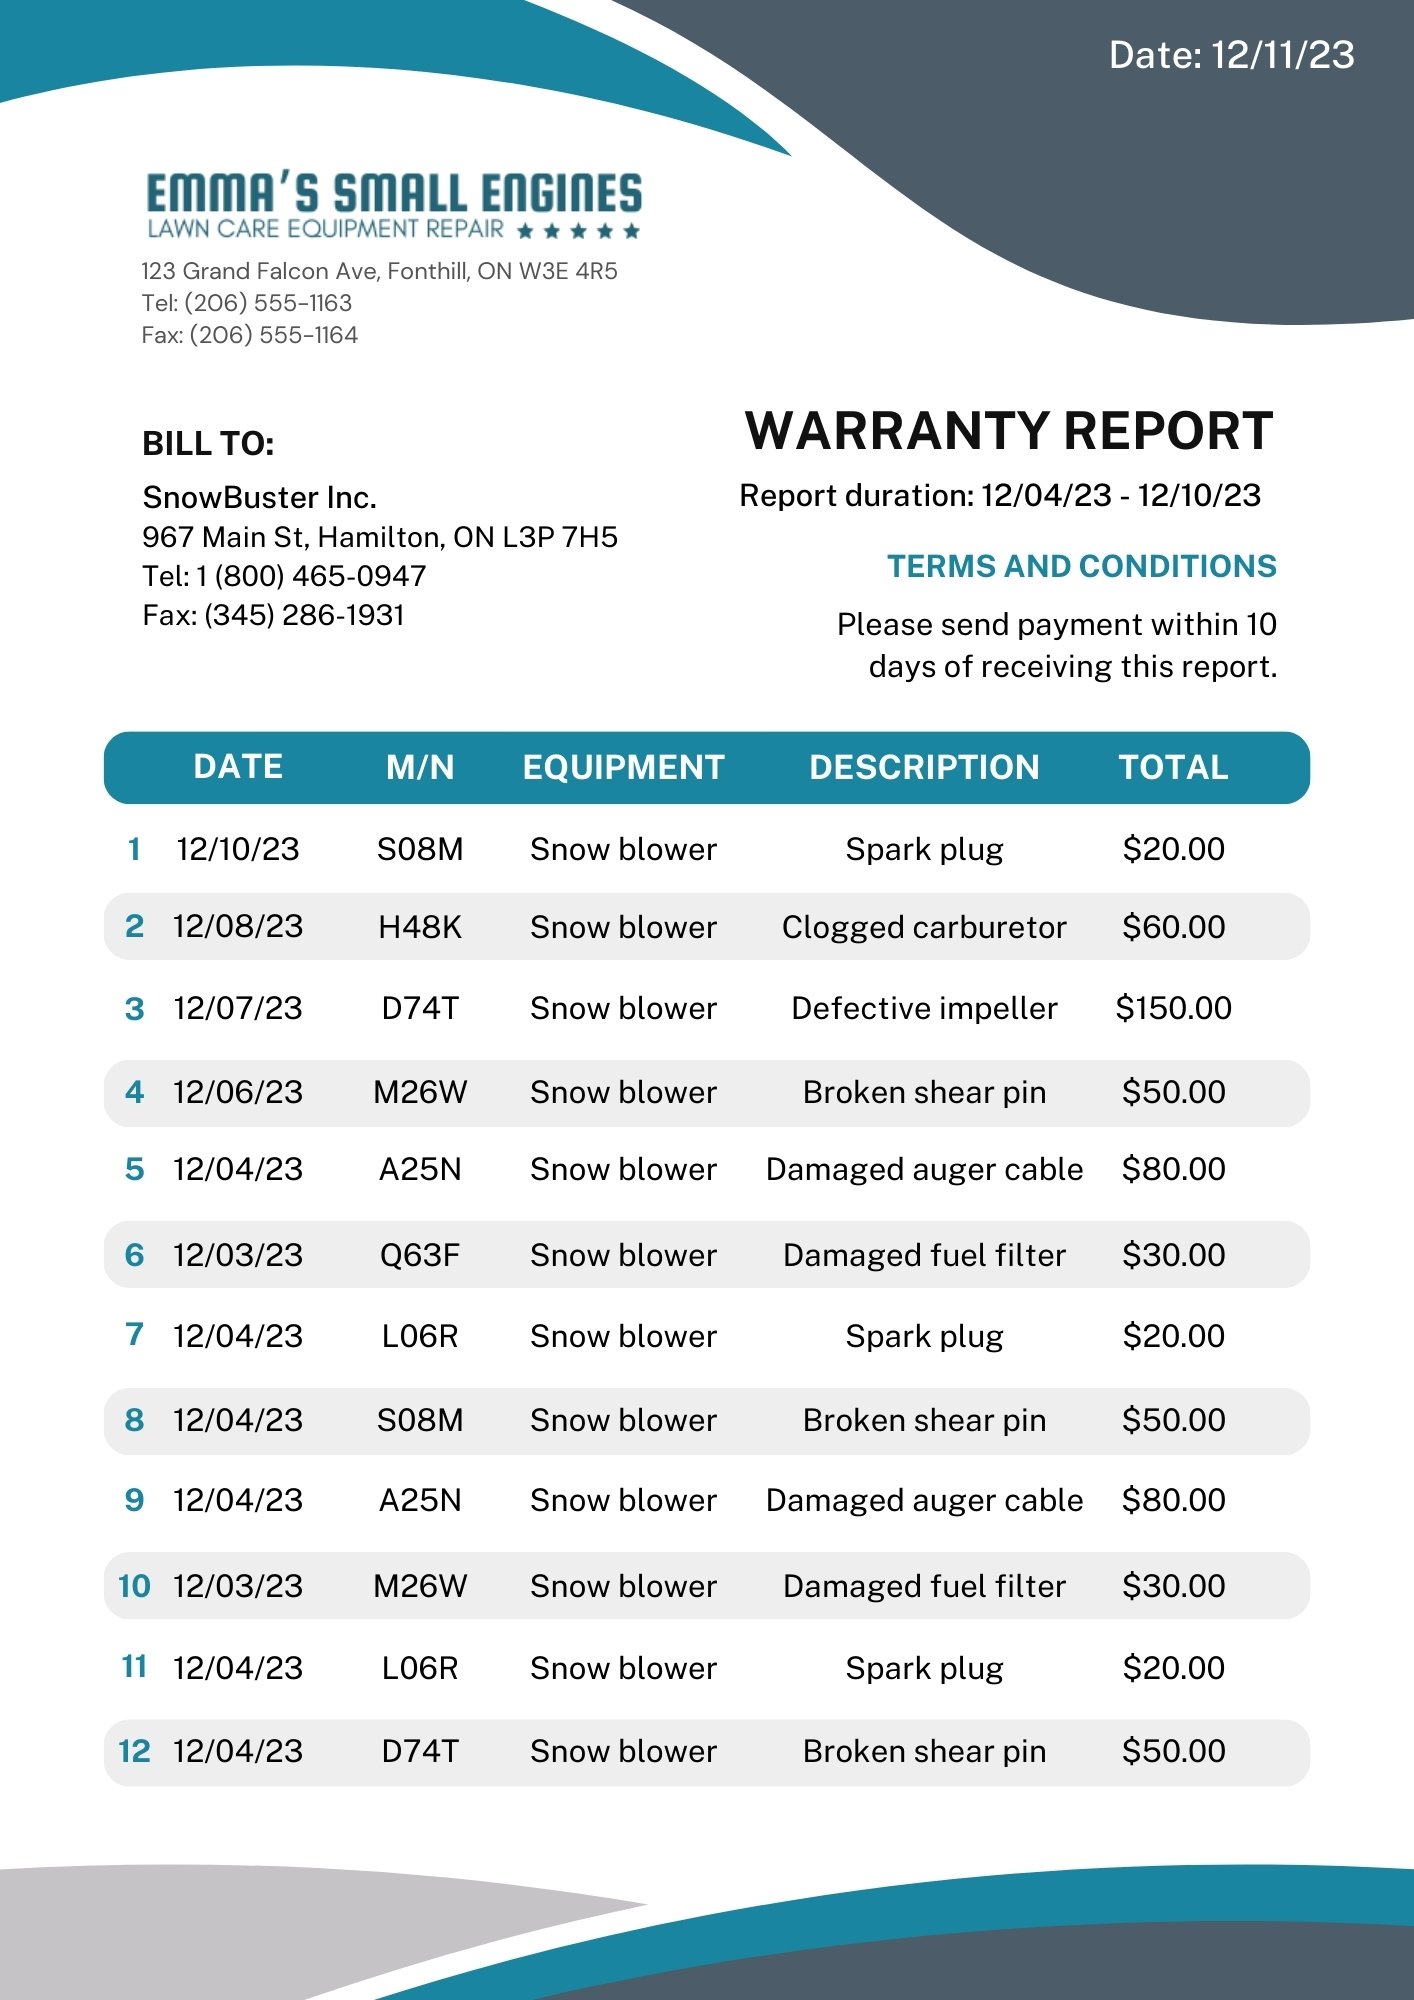 Date: 12/11/23
EMMA'S SMALL ENGINES
LAWN CARE EQUIPMENT REPAIR
123 Grand Falcon Ave, Fonthill, ON W3E 4R5
Tel: (206) 555-1163
Fax: (206) 555-1164
BILL TO:
SnowBuster Inc.
967 Main St, Hamilton, ON L3P 7H5
Tel: 1 (800) 465-0947
Fax: (345) 286-1931
WARRANTY REPORT
Report duration: 12/04/23 - 12/10/23
TERMS AND CONDITIONS
Please send payment within 10
days of receiving this report.
DATE M/N EQUIPMENT DESCRIPTION TOTAL
1 12/10/23 S08M Snow blower Spark plug $20.00
2 12/08/23 H48K Snow blower Clogged carburetor $60.00
3 12/07/23 D74T Snow blower Defective impeller $150.00
4 12/06/23 M26W Snow blower Broken shear pin $50.00
5 12/04/23 A25N Snow blower Damaged auger cable $80.00
6 12/03/23 Q63F Snow blower Damaged fuel filter $30.00
7 12/04/23 L06R Snow blower Spark plug $20.00
8 12/04/23 S08M Snow blower Broken shear pin $50.00
9 12/04/23 A25N Snow blower Damaged auger cable $80.00
10 12/03/23 M26W Snow blower Damaged fuel filter $30.00
11 12/04/23 L06R Snow blower Spark plug $20.00
12 12/04/23 D74T Snow blower Broken shear pin $50.00